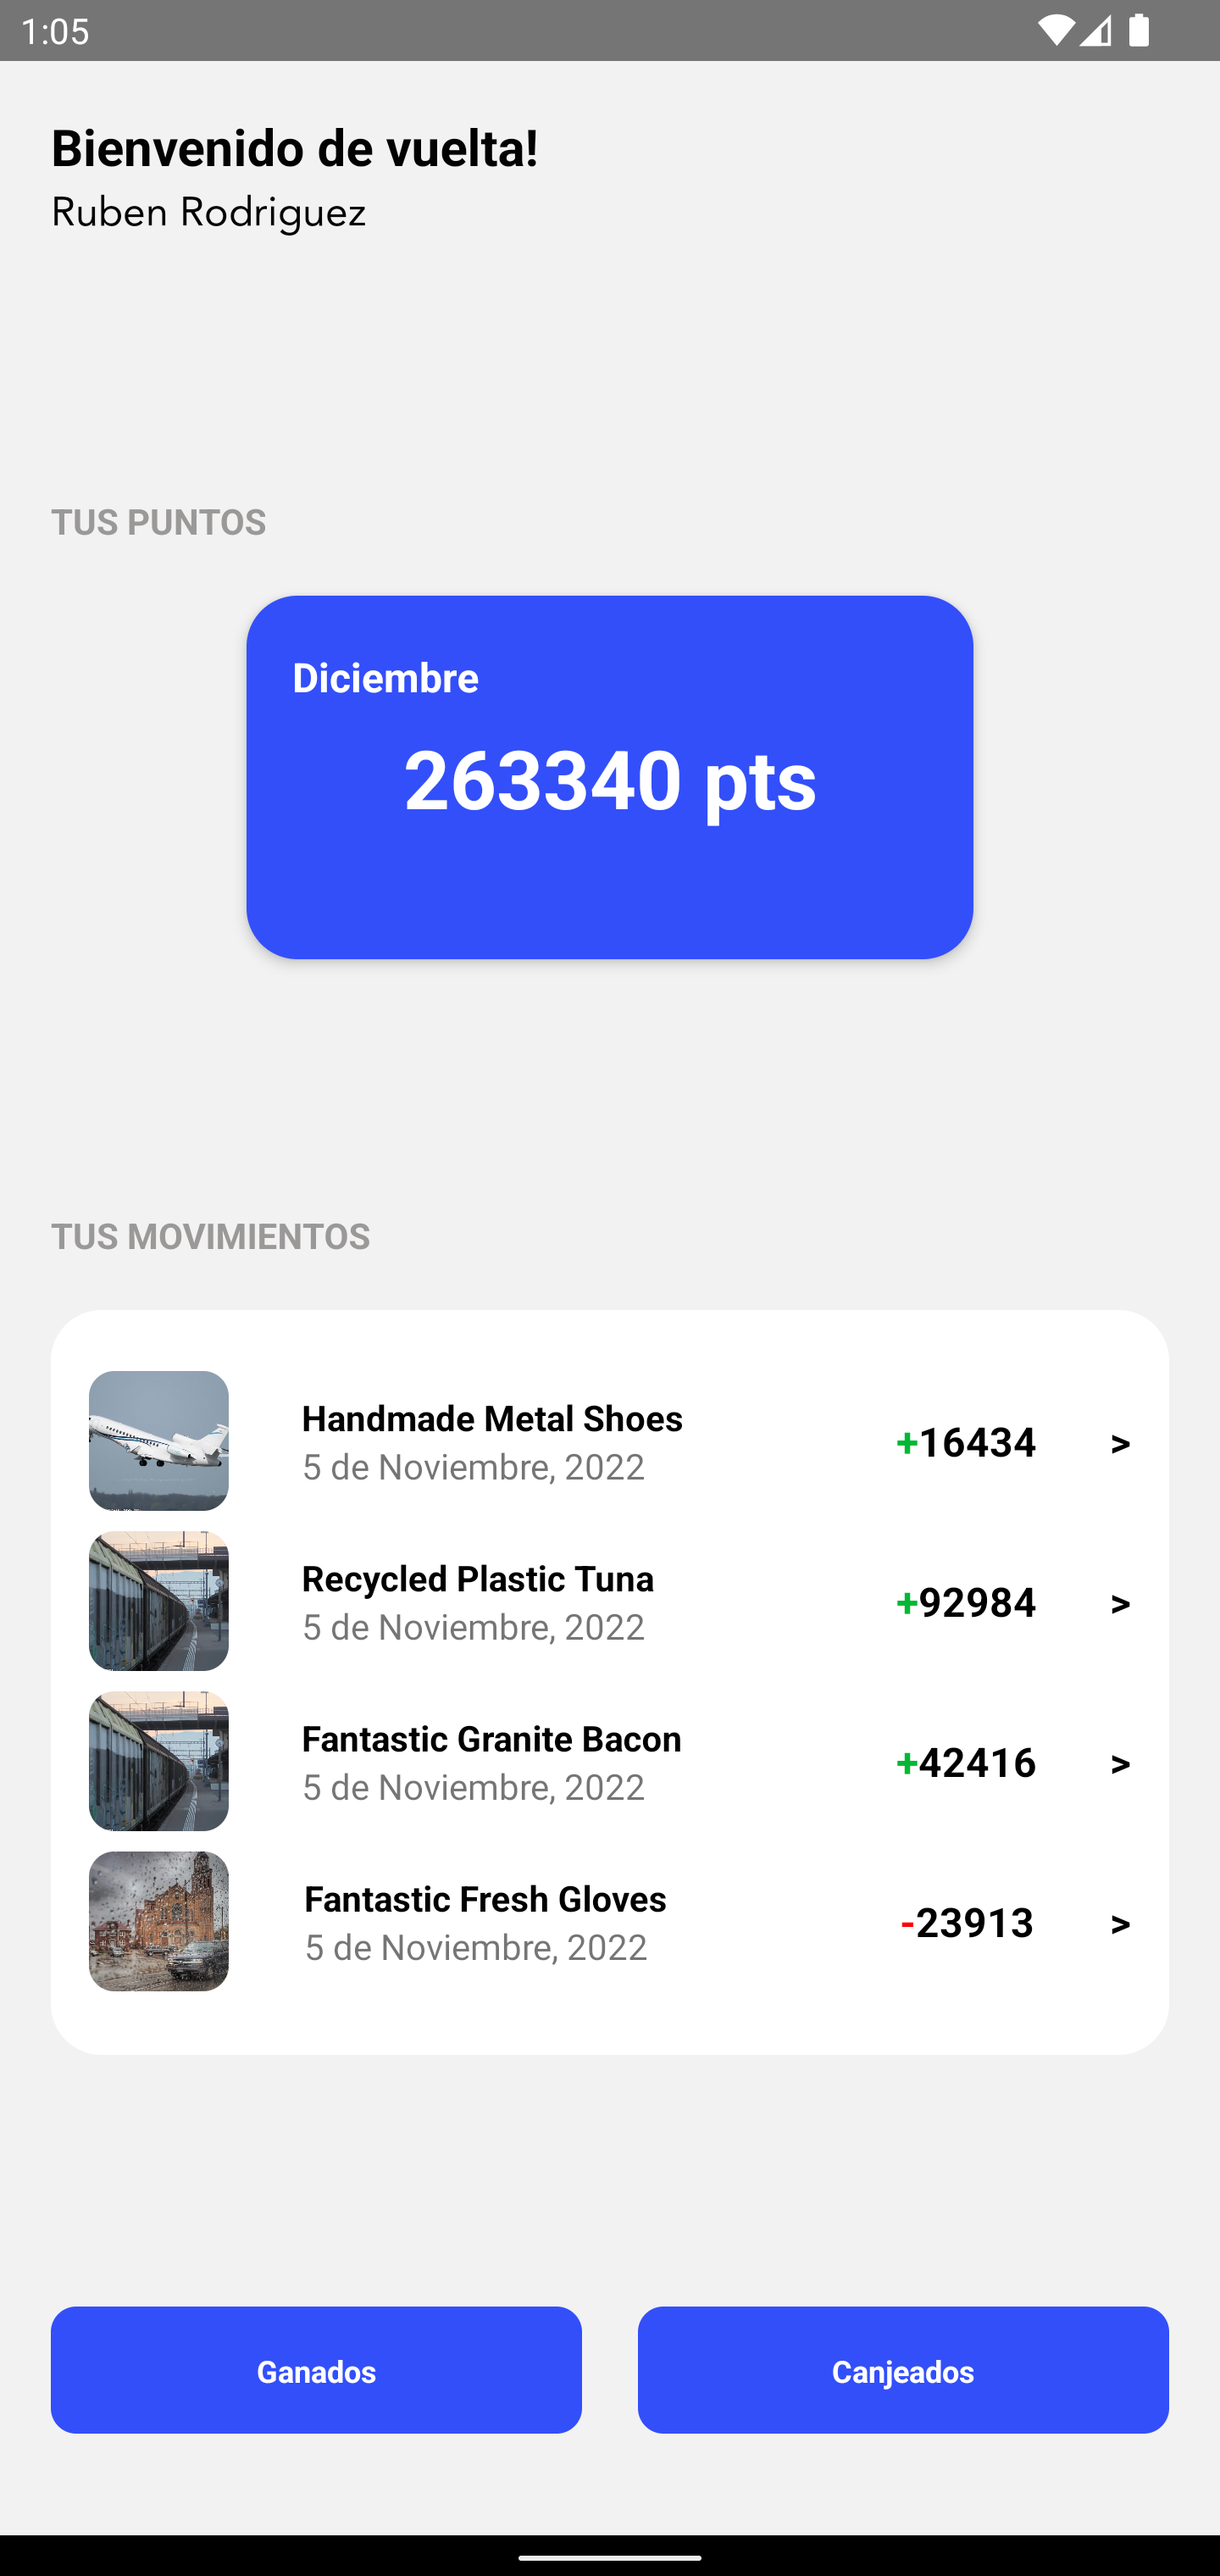 1:05
Bienvenido de vuelta!
Ruben Rodriguez
TUS PUNTOS
Diciembre
263340 pts
TUS MOVIMIENTOS
Handmade Metal Shoes
5 de Noviembre, 2022
+16434 >
Recycled Plastic Tuna
5 de Noviembre, 2022
+92984 >
Fantastic Granite Bacon
5 de Noviembre, 2022
+42416 >
Fantastic Fresh Gloves
5 de Noviembre, 2022
-23913 >
Ganados
Canjeados